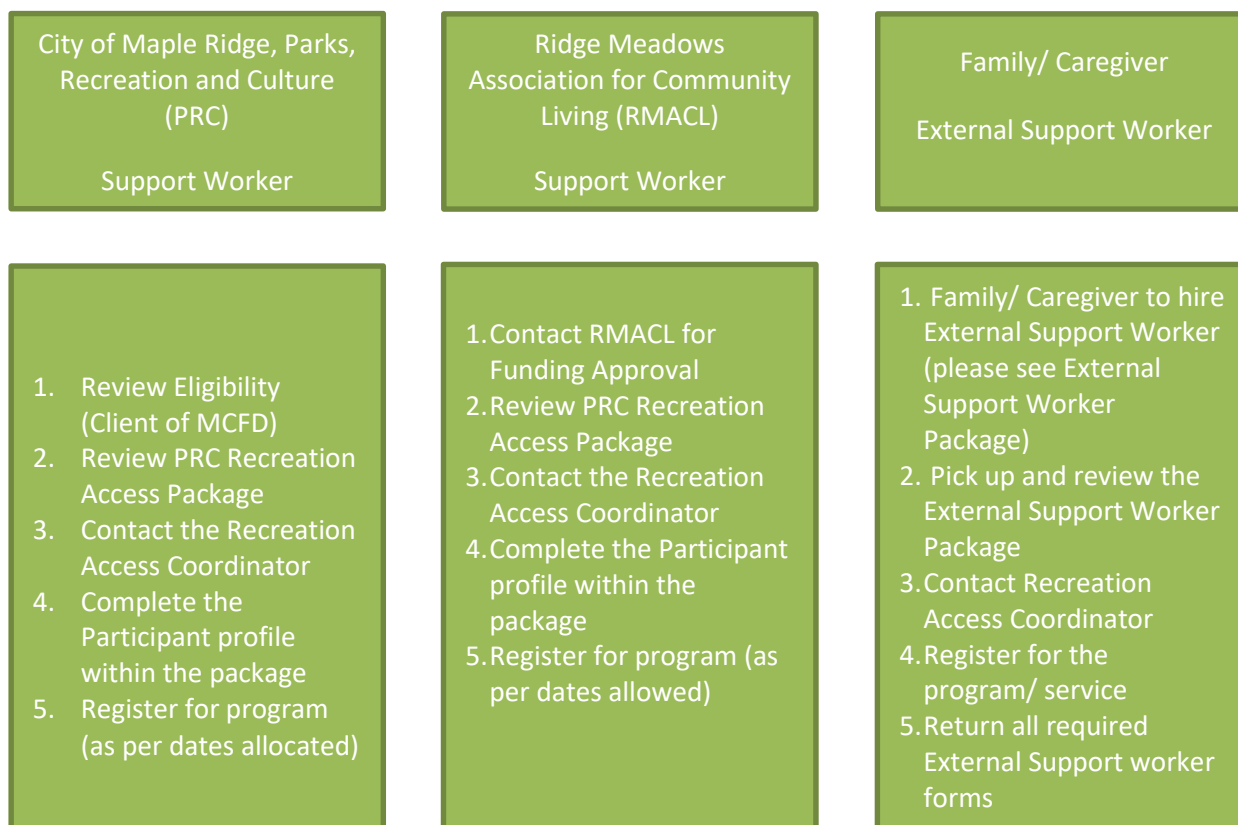 City of Maple Ridge, Parks,
Recreation and Culture
(PRC)
Support Worker
Ridge Meadows
Association for Community
Living (RMACL)
Support Worker
Family/ Caregiver
External Support Worker
1. Review Eligibility
(Client of MCFD)
2. Review PRC Recreation
Access Package
3. Contact the Recreation
Access Coordinator
4. Complete the
Participant profile
within the package
5. Register for program
(as per dates allocated)
1.Contact RMACL for
Funding Approval
2.Review PRC Recreation
Access Package
3.Contact the Recreation
Access Coordinator
4.Complete the Participant
profile within the
package
5.Register for program (as
per dates allowed)
1. Family/ Caregiver to hire
External Support Worker
(please see External
Support Worker
Package)
2. Pick up and review the
External Support Worker
Package
3.Contact Recreation
Access Coordinator
4.Register for the
program/ service
5.Return all required
External Support worker
forms